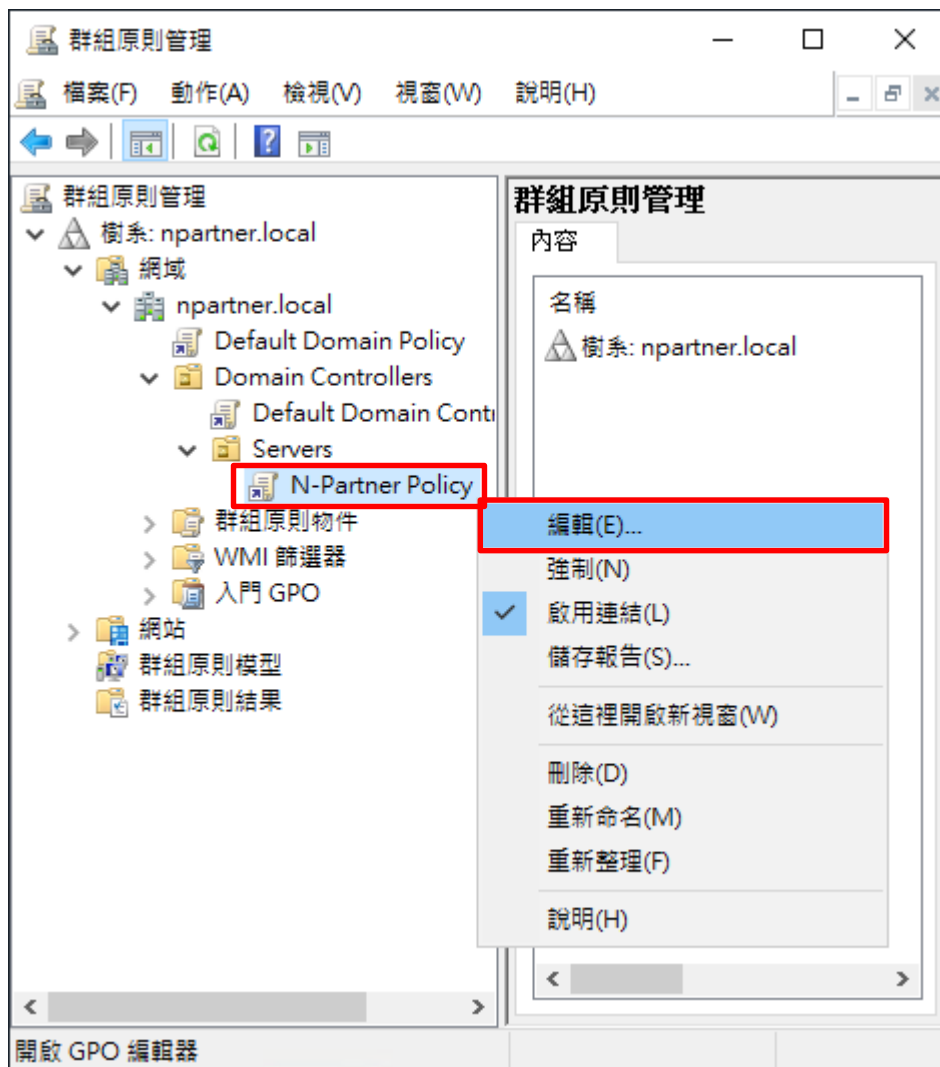 群組原則管理
檔案(F) 動作(A) 檢視(V) 視窗(W) 說明(H)
群組原則管理
樹系: npartner.local
網域
npartner.local
Default Domain Policy
Domain Controllers
Default Domain Contr
Servers
N-Partner Policy
群組原則物件
WMI 篩選器
入門 GPO
網站
群組原則模型
群組原則結果
群組原則管理
內容
名稱
樹系: npartner.local
編輯(E)...
強制(N)
啟用連結(L)
儲存報告(S)...
從這裡開啟新視窗(W)
刪除(D)
重新命名(M)
重新整理(F)
說明(H)
開啟 GPO 編輯器